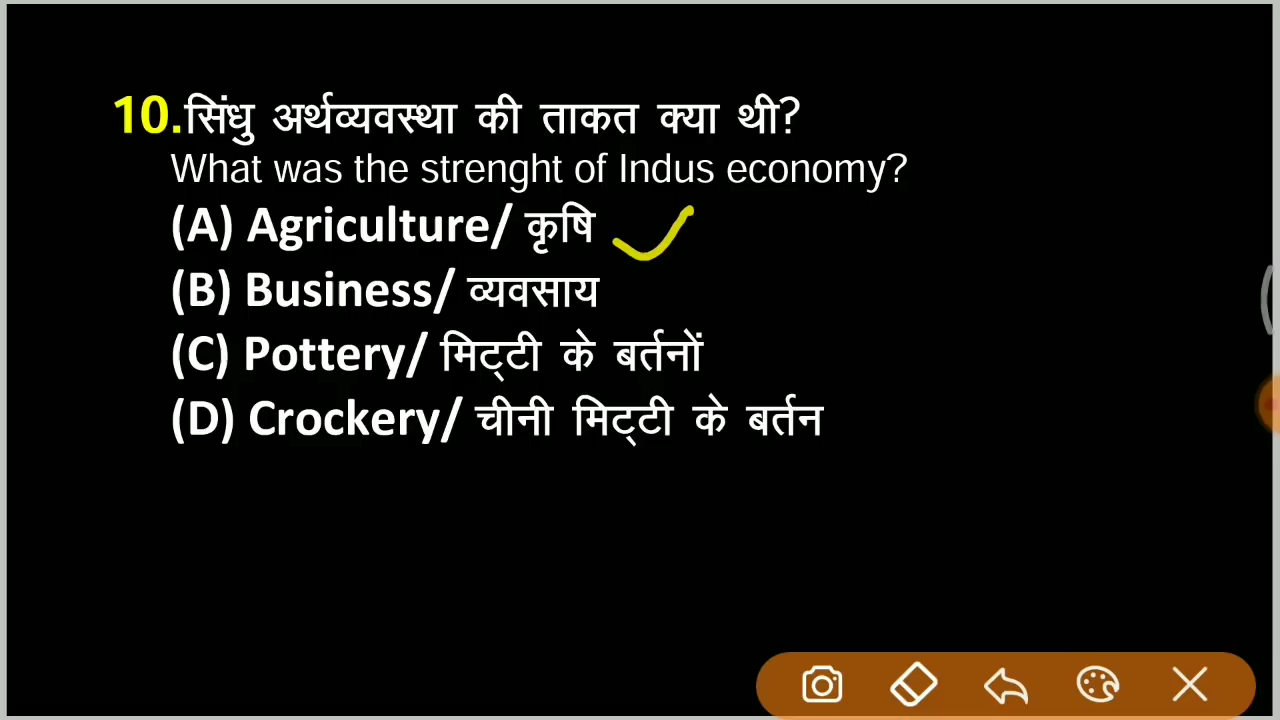 10.सिंधु अर्थव्यवस्था की ताकत क्या थी?
What was the strenght of Indus economy?
(A) Agriculture/ कृषि
(B) Business/ व्यवसाय
(C) Pottery/ मिट्टी के बर्तनों
(D) Crockery/ चीनी मिट्टी के बर्तन